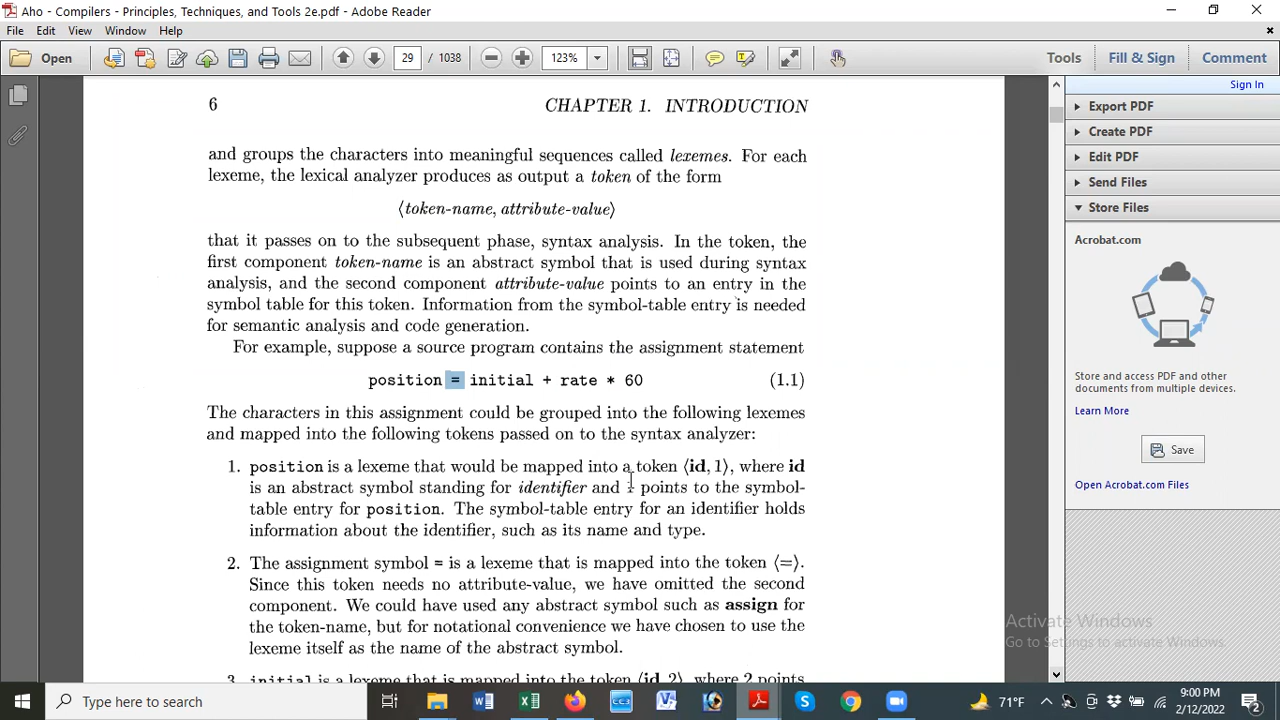 Aho - Compilers - Principles, Techniques, and Tools 2e.pdf - Adobe Reader
File Edit View Window Help
Open 29 / 1038 123% Tools Fill & Sign Comment
Sign In
Export PDF
Create PDF
Edit PDF
Send Files
Store Files
Acrobat.com
Store and access PDF and other
documents from multiple devices.
Learn More
Save
Open Acrobat.com Files
6 CHAPTER 1. INTRODUCTION
and groups the characters into meaningful sequences called lexemes. For each
lexeme, the lexical analyzer produces as output a token of the form
⟨token-name, attribute-value⟩
that it passes on to the subsequent phase, syntax analysis. In the token, the
first component token-name is an abstract symbol that is used during syntax
analysis, and the second component attribute-value points to an entry in the
symbol table for this token. Information from the symbol-table entry is needed
for semantic analysis and code generation.
For example, suppose a source program contains the assignment statement
position = initial + rate * 60 (1.1)
The characters in this assignment could be grouped into the following lexemes
and mapped into the following tokens passed on to the syntax analyzer:
1. position is a lexeme that would be mapped into a token ⟨id, 1⟩, where id
is an abstract symbol standing for identifier and 1 points to the symbol-
table entry for position. The symbol-table entry for an identifier holds
information about the identifier, such as its name and type.
2. The assignment symbol = is a lexeme that is mapped into the token ⟨=⟩.
Since this token needs no attribute-value, we have omitted the second
component. We could have used any abstract symbol such as assign for
the token-name, but for notational convenience we have chosen to use the
lexeme itself as the name of the abstract symbol.
3. initial is a lexeme that is mapped into the token ⟨id, 2⟩, where 2 points
Activate Windows
Go to Settings to activate Windows.
Type here to search
71°F
9:00 PM
2/12/2022
2